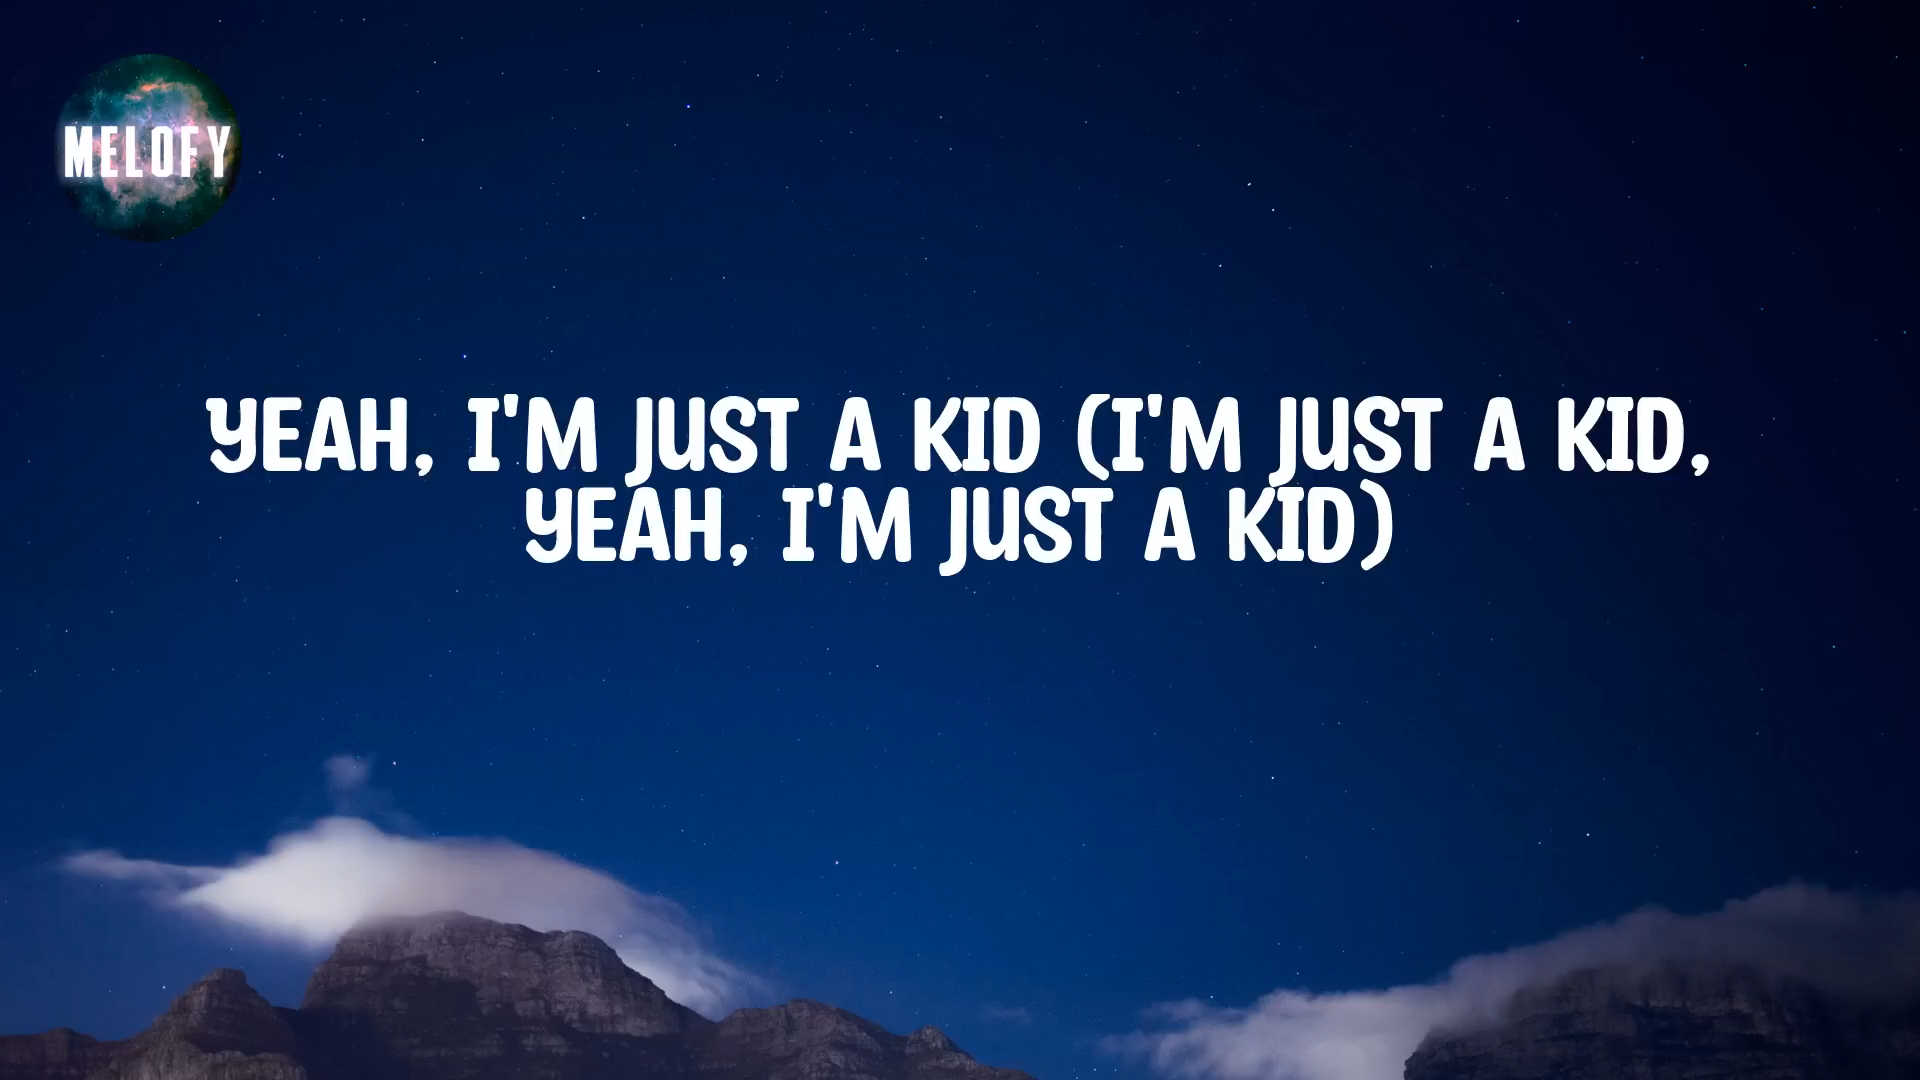 MELOFY
YEAH, I'M JUST A KID (I'M JUST A KID,
YEAH, I'M JUST A KID)